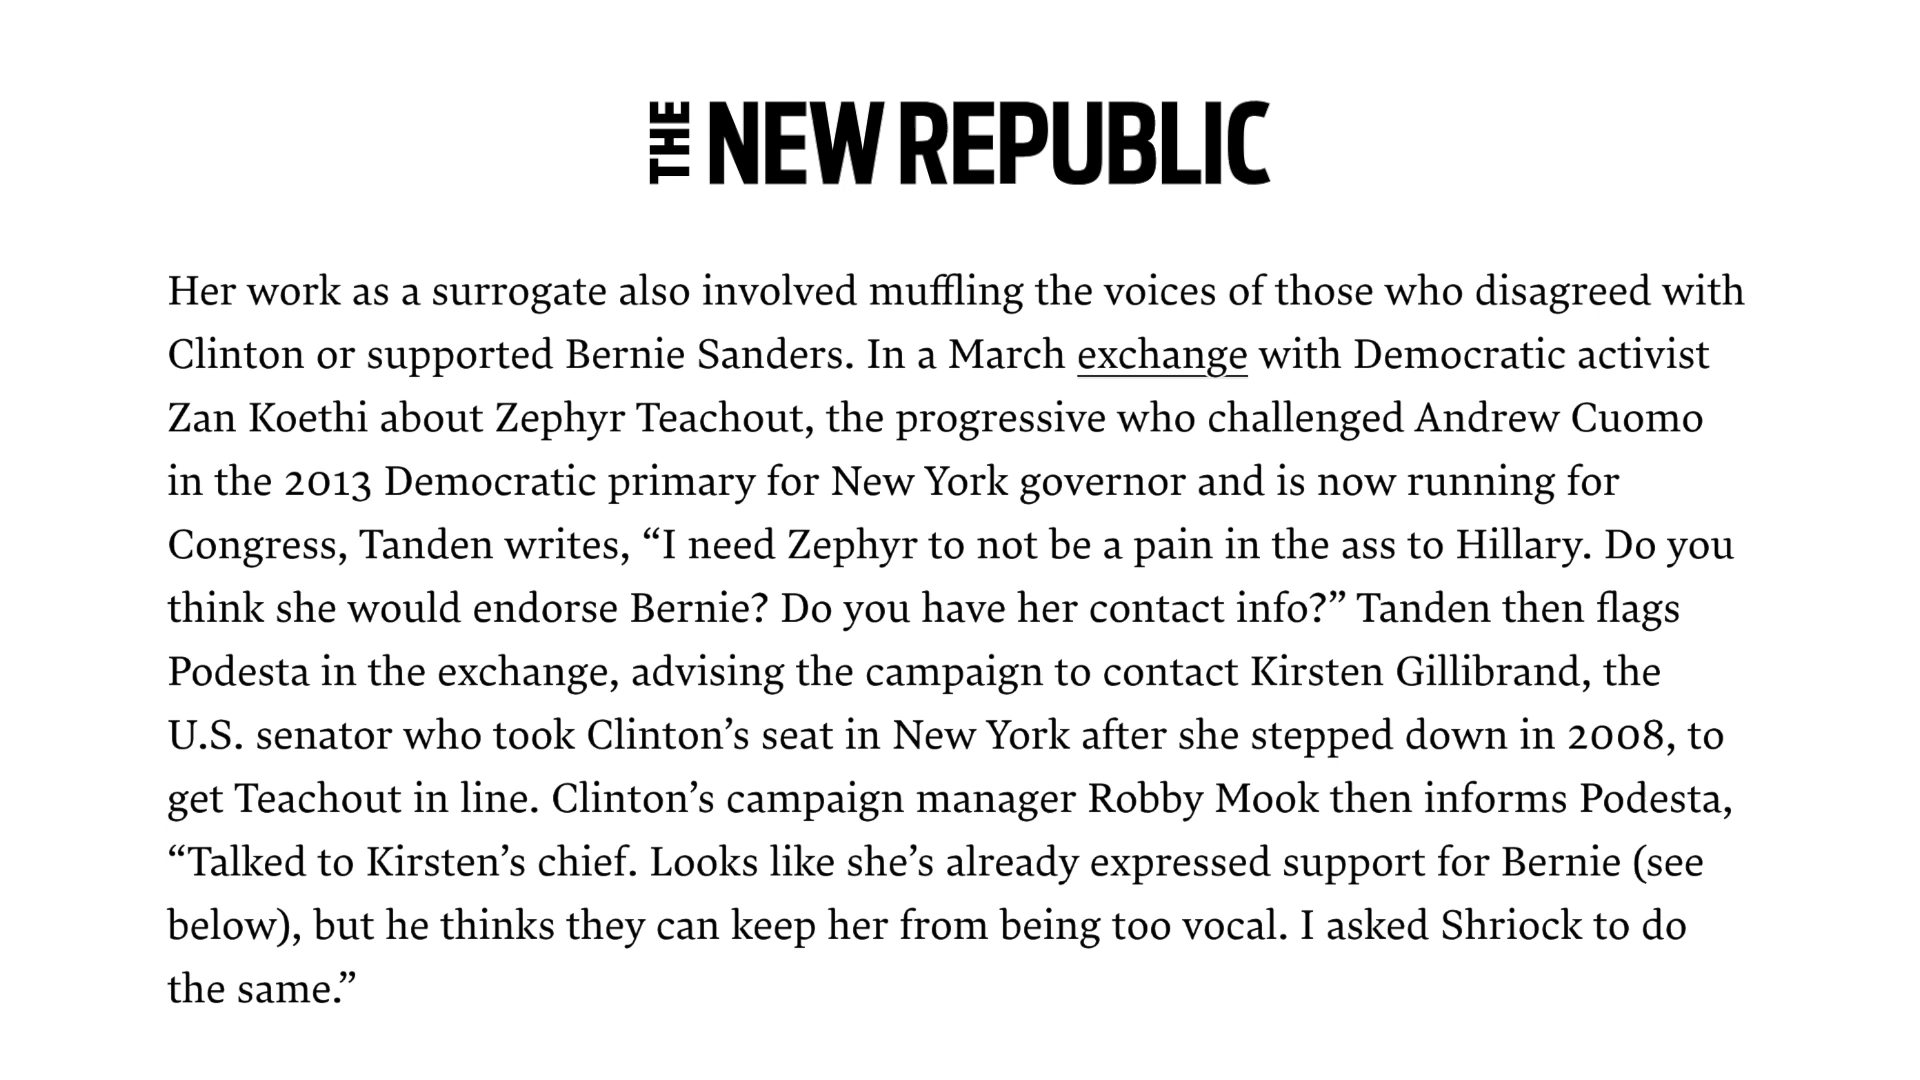 THE NEW REPUBLIC
Her work as a surrogate also involved muffling the voices of those who disagreed with
Clinton or supported Bernie Sanders. In a March exchange with Democratic activist
Zan Koethi about Zephyr Teachout, the progressive who challenged Andrew Cuomo
in the 2013 Democratic primary for New York governor and is now running for
Congress, Tanden writes, “I need Zephyr to not be a pain in the ass to Hillary. Do you
think she would endorse Bernie? Do you have her contact info?” Tanden then flags
Podesta in the exchange, advising the campaign to contact Kirsten Gillibrand, the
U.S. senator who took Clinton’s seat in New York after she stepped down in 2008, to
get Teachout in line. Clinton’s campaign manager Robby Mook then informs Podesta,
“Talked to Kirsten’s chief. Looks like she’s already expressed support for Bernie (see
below), but he thinks they can keep her from being too vocal. I asked Shriock to do
the same.”